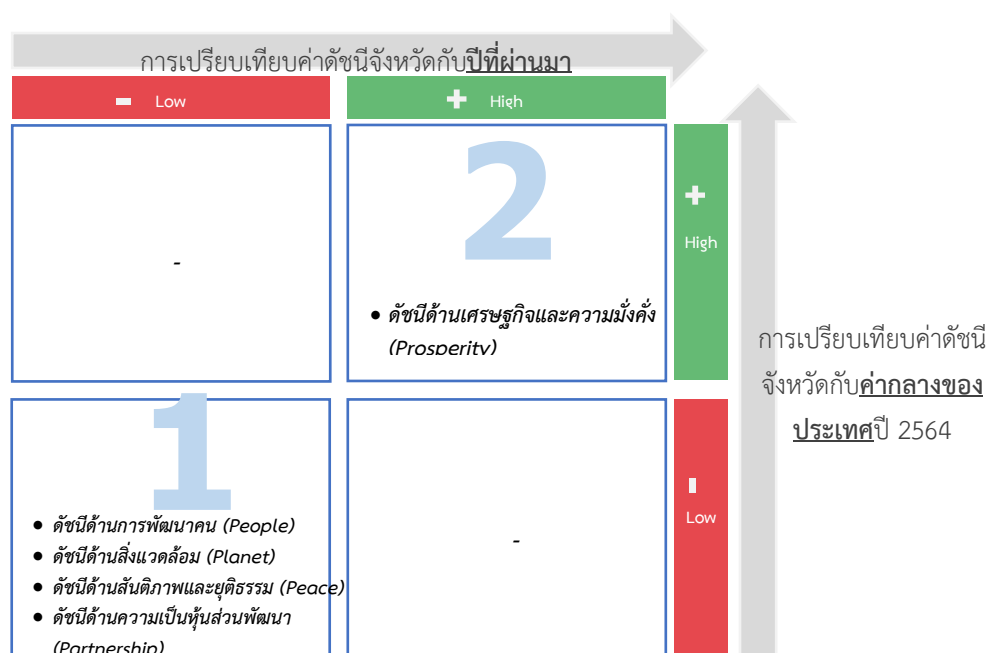 การเปรียบเทียบค่าดัชนีจังหวัดกับปีที่ผ่านมา
- Low
+ High
2
+
High
-
• ดัชนีด้านเศรษฐกิจและความมั่งคั่ง
(Prosperity)
การเปรียบเทียบค่าดัชนี
จังหวัดกับค่ากลางของ
ประเทศปี 2564
1
-
Low
• ดัชนีด้านการพัฒนาคน (People)
• ดัชนีด้านสิ่งแวดล้อม (Planet)
• ดัชนีด้านสันติภาพและยุติธรรม (Peace)
• ดัชนีด้านความเป็นหุ้นส่วนพัฒนา
(Partnership)
-